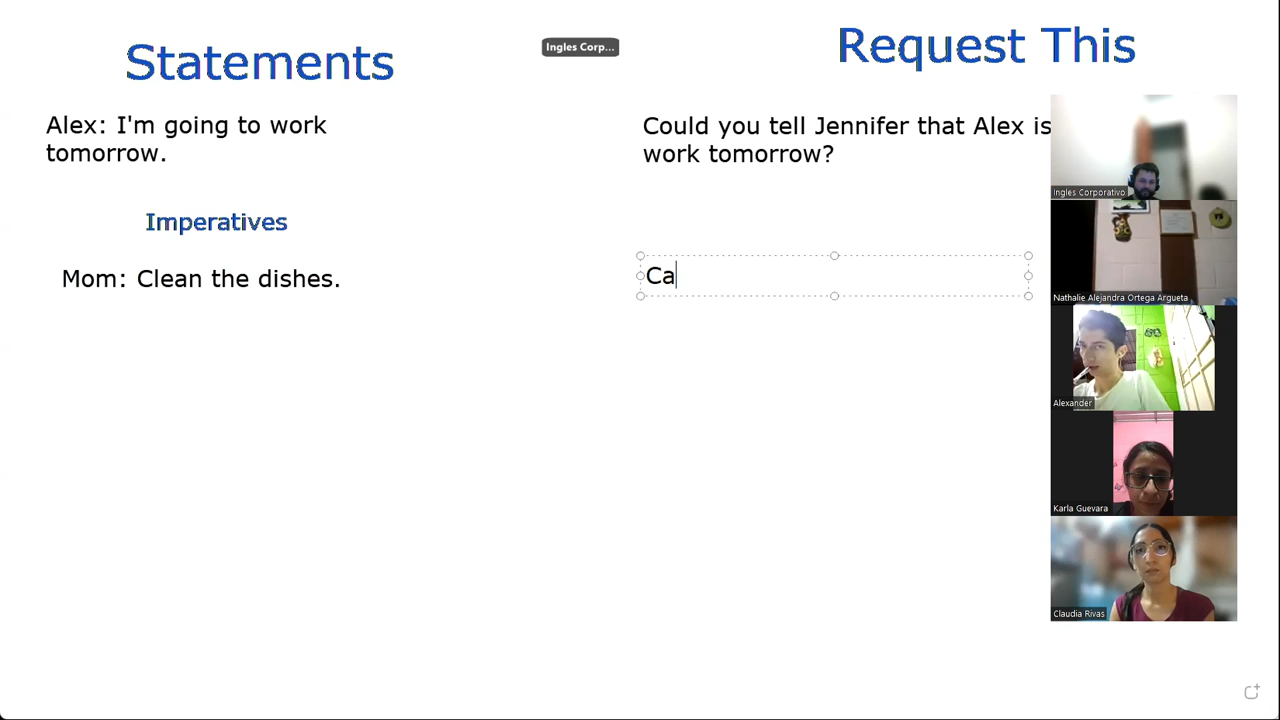 Statements
Ingles Corp...
Request This
Alex: I'm going to work
tomorrow.
Could you tell Jennifer that Alex is
work tomorrow?
Imperatives
Mom: Clean the dishes.
Ca
Ingles Corporativo
Nathalie Alejandra Ortega Argueta
Alexander
Karla Guevara
Claudia Rivas